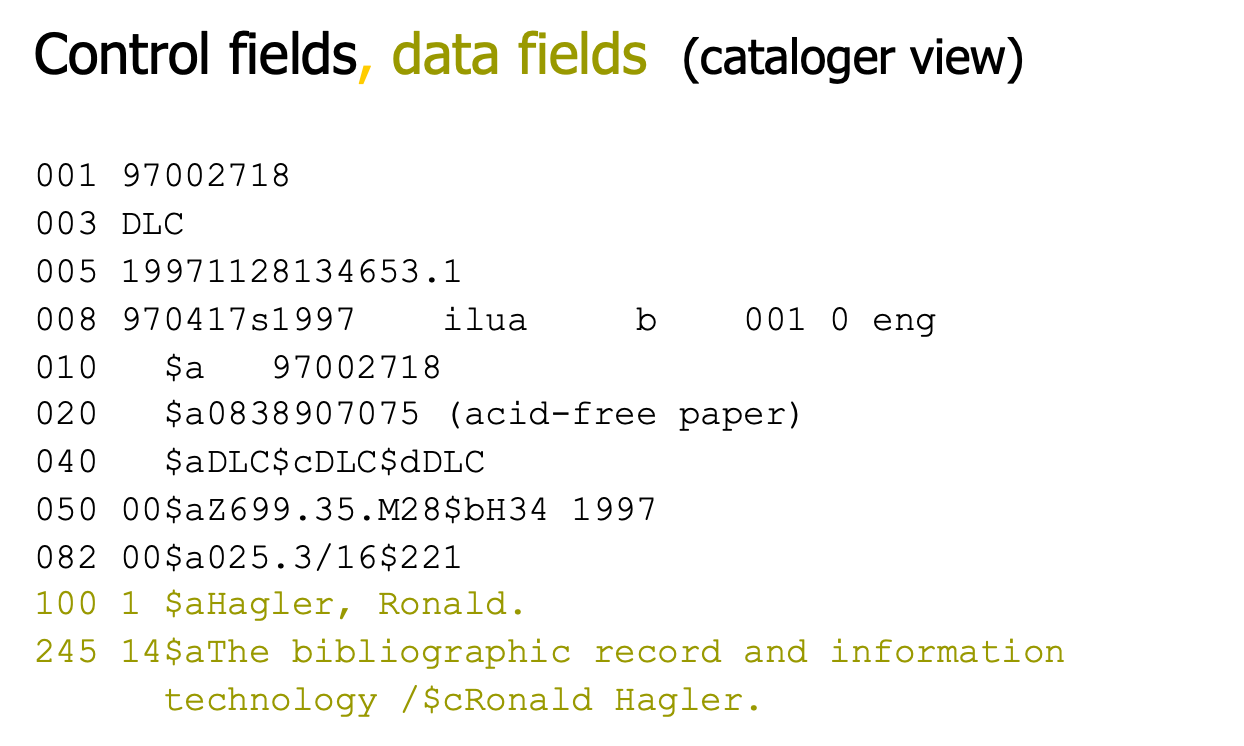 Control fields, data fields (cataloger view)
001 97002718
003 DLC
005 19971128134653.1
008 970417s1997    ilua     b    001 0 eng
010   $a   97002718
020   $a0838907075 (acid-free paper)
040   $aDLC$cDLC$dDLC
050 00$aZ699.35.M28$bH34 1997
082 00$a025.3/16$221
100 1 $aHagler, Ronald.
245 14$aThe bibliographic record and information
      technology /$cRonald Hagler.